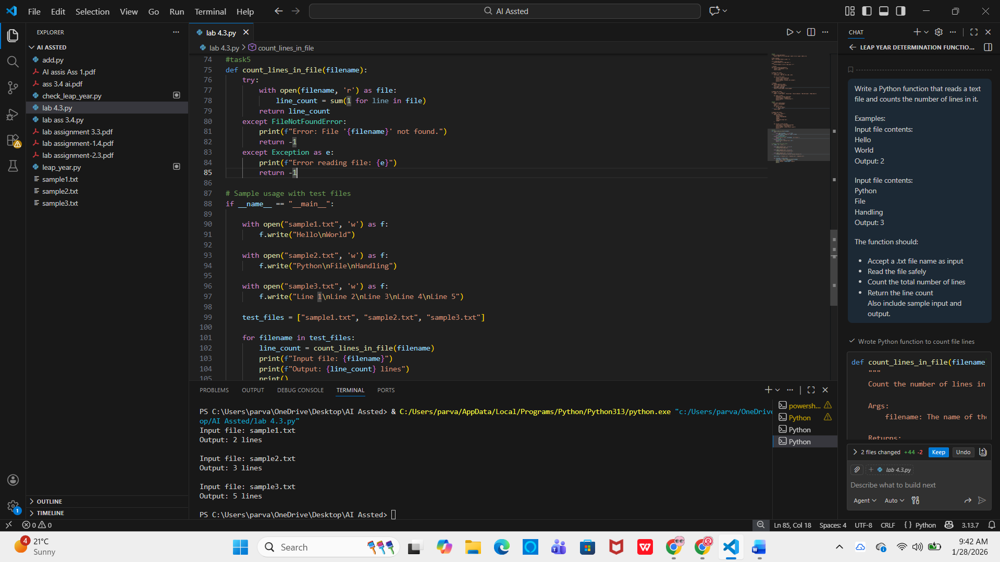 File Edit Selection View Go Run Terminal Help
AI Assted
EXPLORER
AI ASSTED
add.py
AI assis Ass 1.pdf
ass 3.4 ai.pdf
check_leap_year.py
lab 4.3.py
lab ass 3.4.py
lab assignment 3.3.pdf
lab assignment-1.4.pdf
lab assignment-2.3.pdf
leap_year.py
sample1.txt
sample2.txt
sample3.txt
OUTLINE
TIMELINE
1
lab 4.3.py
lab 4.3.py > count_lines_in_file
74 #task5
75 def count_lines_in_file(filename):
76     try:
77         with open(filename, 'r') as file:
78             line_count = sum(1 for line in file)
79         return line_count
80     except FileNotFoundError:
81         print(f"Error: File '{filename}' not found.")
82         return -1
83     except Exception as e:
84         print(f"Error reading file: {e}")
85         return -1
86
87 # Sample usage with test files
88 if __name__ == "__main__":
89
90     with open("sample1.txt", 'w') as f:
91         f.write("Hello\nWorld")
92
93     with open("sample2.txt", 'w') as f:
94         f.write("Python\nFile\nHandling")
95
96     with open("sample3.txt", 'w') as f:
97         f.write("Line 1\nLine 2\nLine 3\nLine 4\nLine 5")
98
99     test_files = ["sample1.txt", "sample2.txt", "sample3.txt"]
100
101     for filename in test_files:
102         line_count = count_lines_in_file(filename)
103         print(f"Input file: {filename}")
104         print(f"Output: {line_count} lines")
105         print()
PROBLEMS OUTPUT DEBUG CONSOLE TERMINAL PORTS
PS C:\Users\parva\OneDrive\Desktop\AI Assted> & C:/Users/parva/AppData/Local/Programs/Python/Python313/python.exe "c:/Users/parva/OneDrive
op/AI Assted/lab 4.3.py"
Input file: sample1.txt
Output: 2 lines
Input file: sample2.txt
Output: 3 lines
Input file: sample3.txt
Output: 5 lines
PS C:\Users\parva\OneDrive\Desktop\AI Assted>
powersh...
Python
Python
Python
CHAT
LEAP YEAR DETERMINATION FUNCTIO...
Write a Python function that reads a text
file and counts the number of lines in it.
Examples:
Input file contents:
Hello
World
Output: 2
Input file contents:
Python
File
Handling
Output: 3
The function should:
• Accept a .txt file name as input
• Read the file safely
• Count the total number of lines
• Return the line count
Also include sample input and
output.
Wrote Python function to count file lines
def count_lines_in_file(filename
"""
Count the number of lines in
Args:
filename: The name of the
Returns:
2 files changed +44 -2 Keep Undo
lab 4.3.py
Describe what to build next
Agent Auto
0 0
Ln 85, Col 18 Spaces: 4 UTF-8 CRLF { } Python 3.13.7
4
21°C
Sunny
Search
9:42 AM
1/28/2026